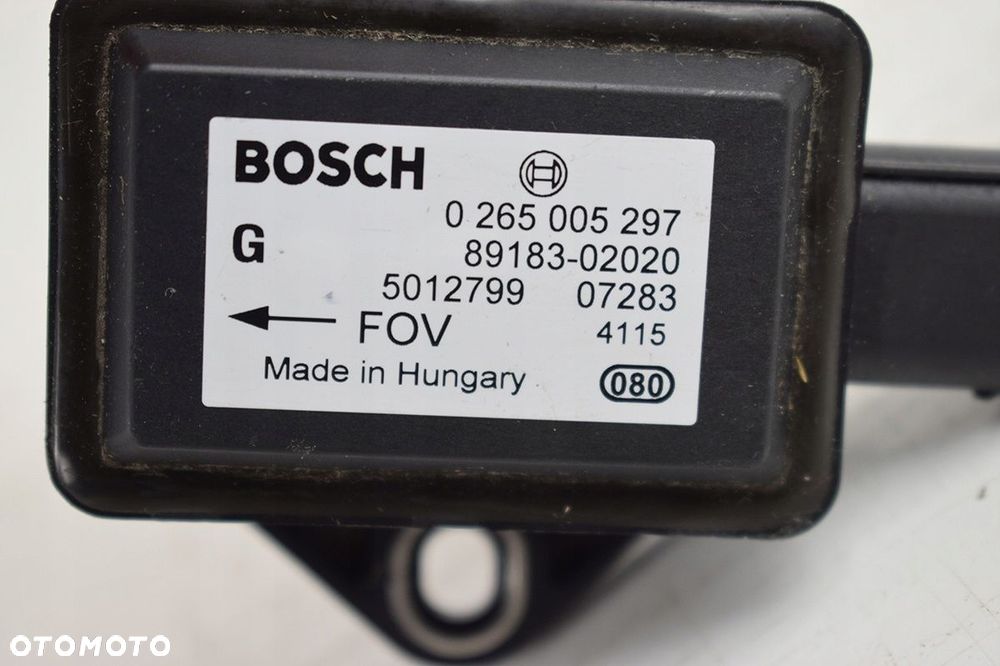 BOSCH
0 265 005 297
G
89183-02020
5012799 07283
FOV 4115
Made in Hungary 080
OTOMOTO